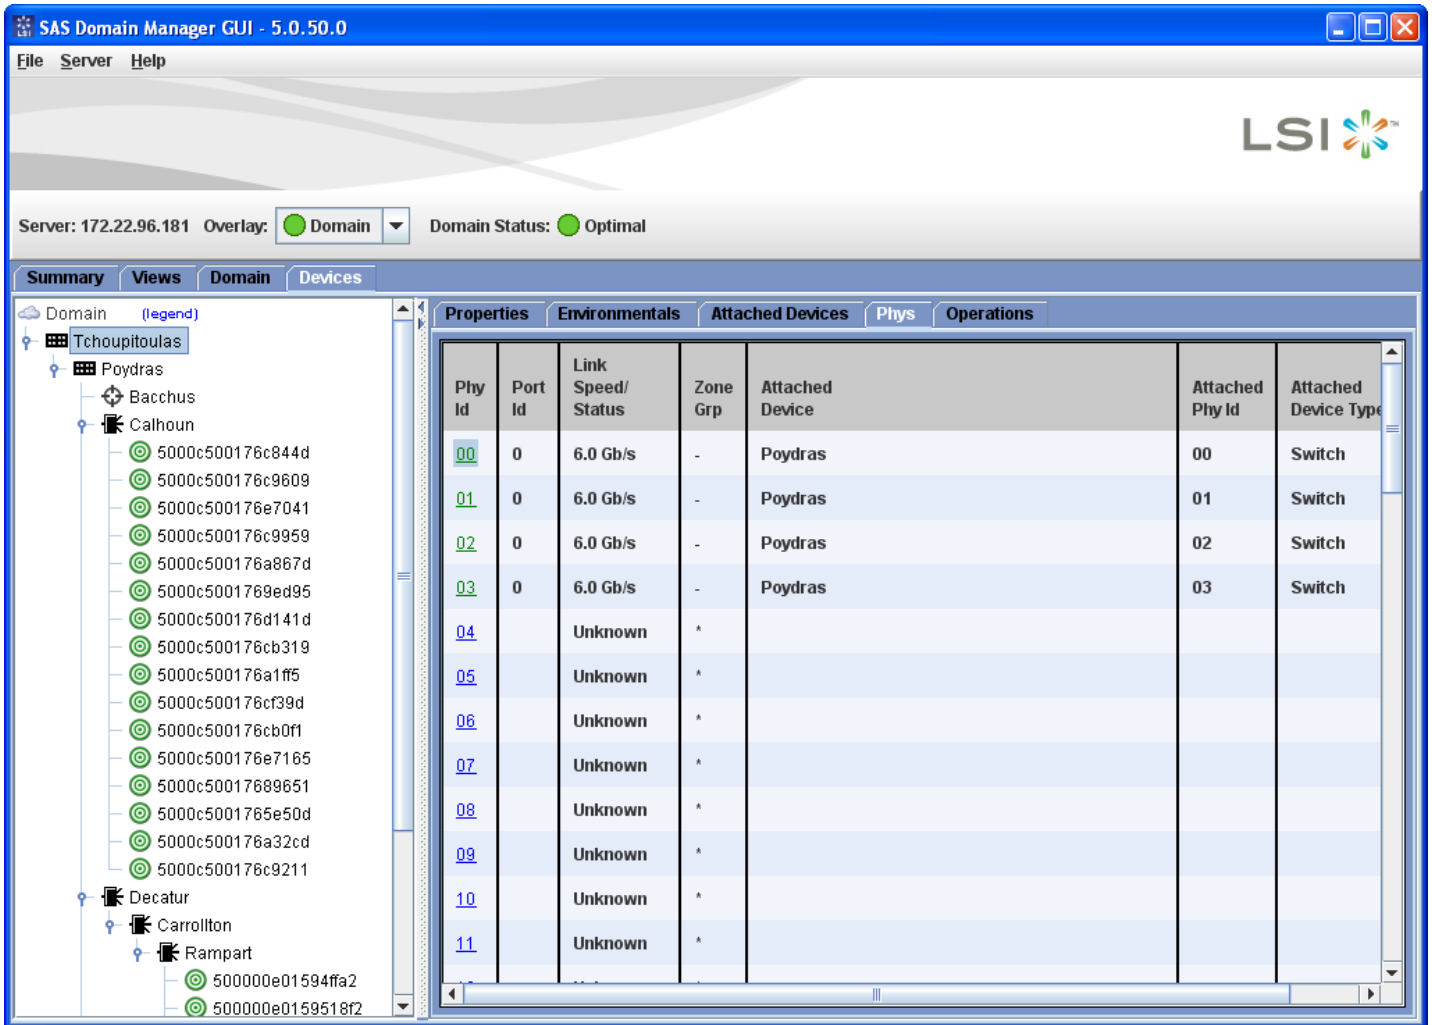 SAS Domain Manager GUI - 5.0.50.0
File Server Help
LSI
Server: 172.22.96.181 Overlay: Domain Domain Status: Optimal
Summary Views Domain Devices
Domain (legend)
Tchoupitoulas
Poydras
Bacchus
Calhoun
5000c500176c844d
5000c500176c9609
5000c500176e7041
5000c500176c9959
5000c500176a867d
5000c5001769ed95
5000c500176d141d
5000c500176cb319
5000c500176a1ff5
5000c500176cf39d
5000c500176cb0f1
5000c500176e7165
5000c50017689651
5000c5001765e50d
5000c500176a32cd
5000c500176c9211
Decatur
Carrollton
Rampart
500000e01594ffa2
500000e0159518f2
Properties Environmentals Attached Devices Phys Operations
Phy Id Port Id Link Speed/ Status Zone Grp Attached Device Attached Phy Id Attached Device Type
00 0 6.0 Gb/s - Poydras 00 Switch
01 0 6.0 Gb/s - Poydras 01 Switch
02 0 6.0 Gb/s - Poydras 02 Switch
03 0 6.0 Gb/s - Poydras 03 Switch
04 Unknown *
05 Unknown *
06 Unknown *
07 Unknown *
08 Unknown *
09 Unknown *
10 Unknown *
11 Unknown *